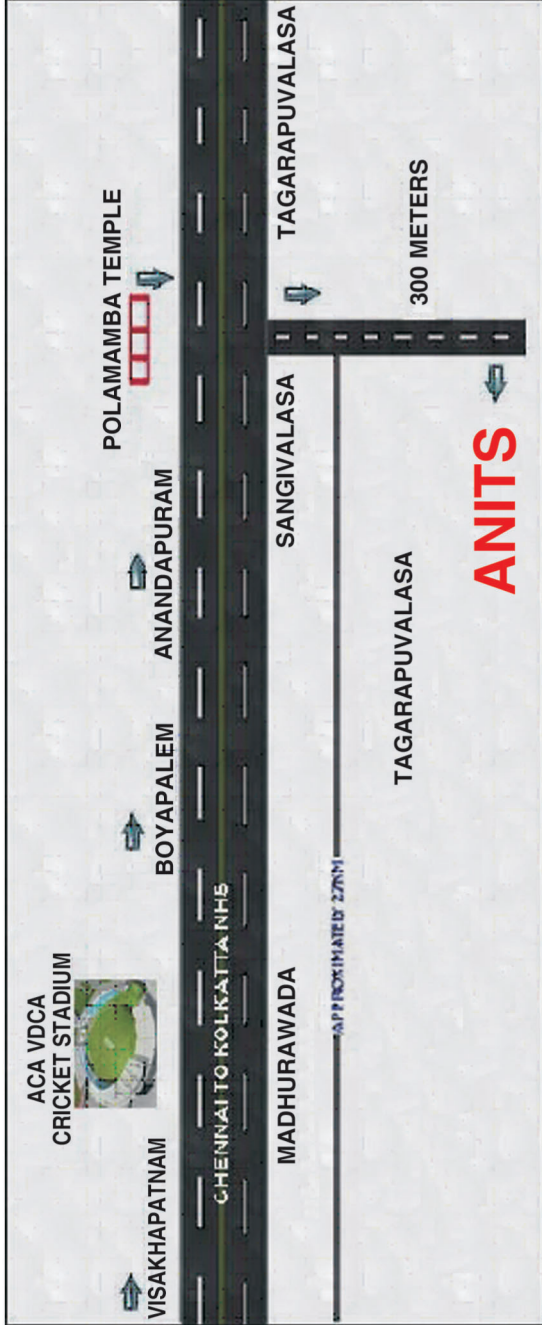 ACA VDCA
CRICKET STADIUM
POLAMAMBA TEMPLE
VISAKHAPATNAM
BOYAPALEM
ANANDAPURAM
CHENNAI TO KOLKATTA NH5
MADHURAWADA
SANGIVALASA
TAGARAPUVALASA
APPROXIMATELY 27KM
TAGARAPUVALASA
300 METERS
ANITS